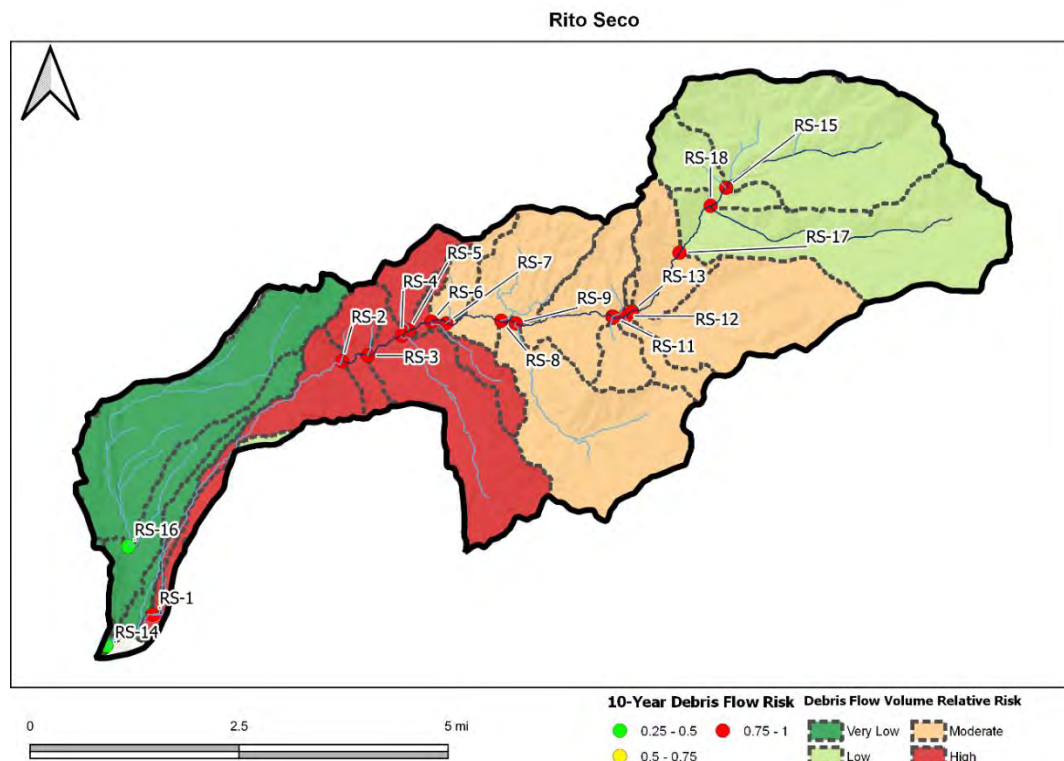 Rito Seco
RS-15
RS-18
RS-17
RS-5
RS-4
RS-7
RS-6
RS-13
RS-9
RS-2
RS-12
RS-3
RS-8
RS-11
RS-16
RS-1
RS-14
0 2.5 5 mi
10-Year Debris Flow Risk
0.25 - 0.5
0.75 - 1
0.5 - 0.75
Debris Flow Volume Relative Risk
Very Low
Moderate
Low
High